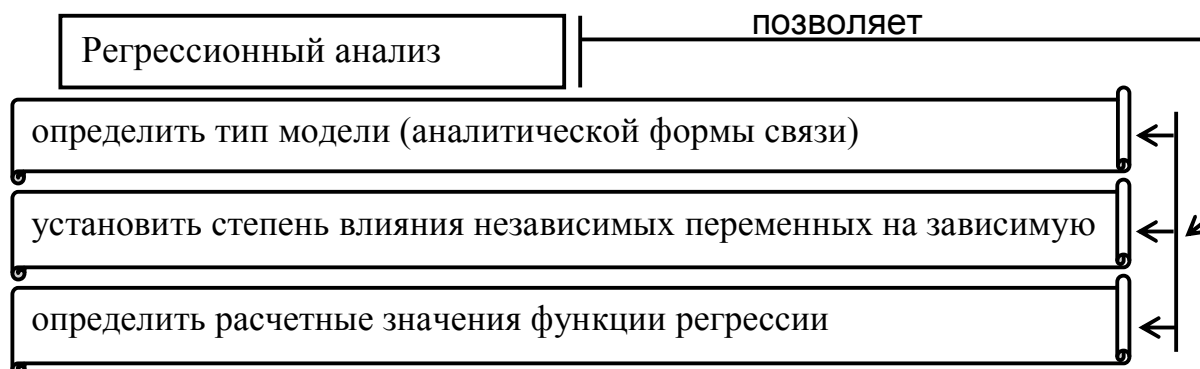 позволяет
Регрессионный анализ
определить тип модели (аналитической формы связи)
установить степень влияния независимых переменных на зависимую
определить расчетные значения функции регрессии